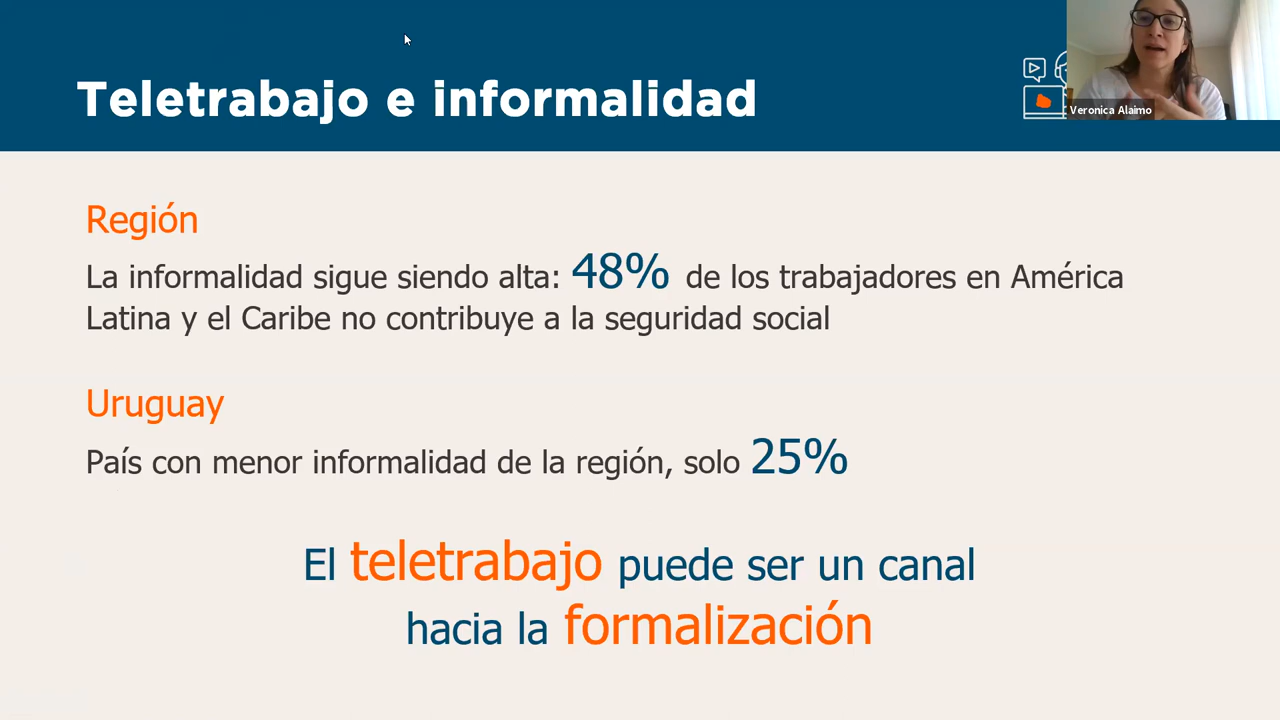 Teletrabajo e informalidad
Veronica Alaimo
Región
La informalidad sigue siendo alta: 48% de los trabajadores en América
Latina y el Caribe no contribuye a la seguridad social
Uruguay
País con menor informalidad de la región, solo 25%
El teletrabajo puede ser un canal
hacia la formalización